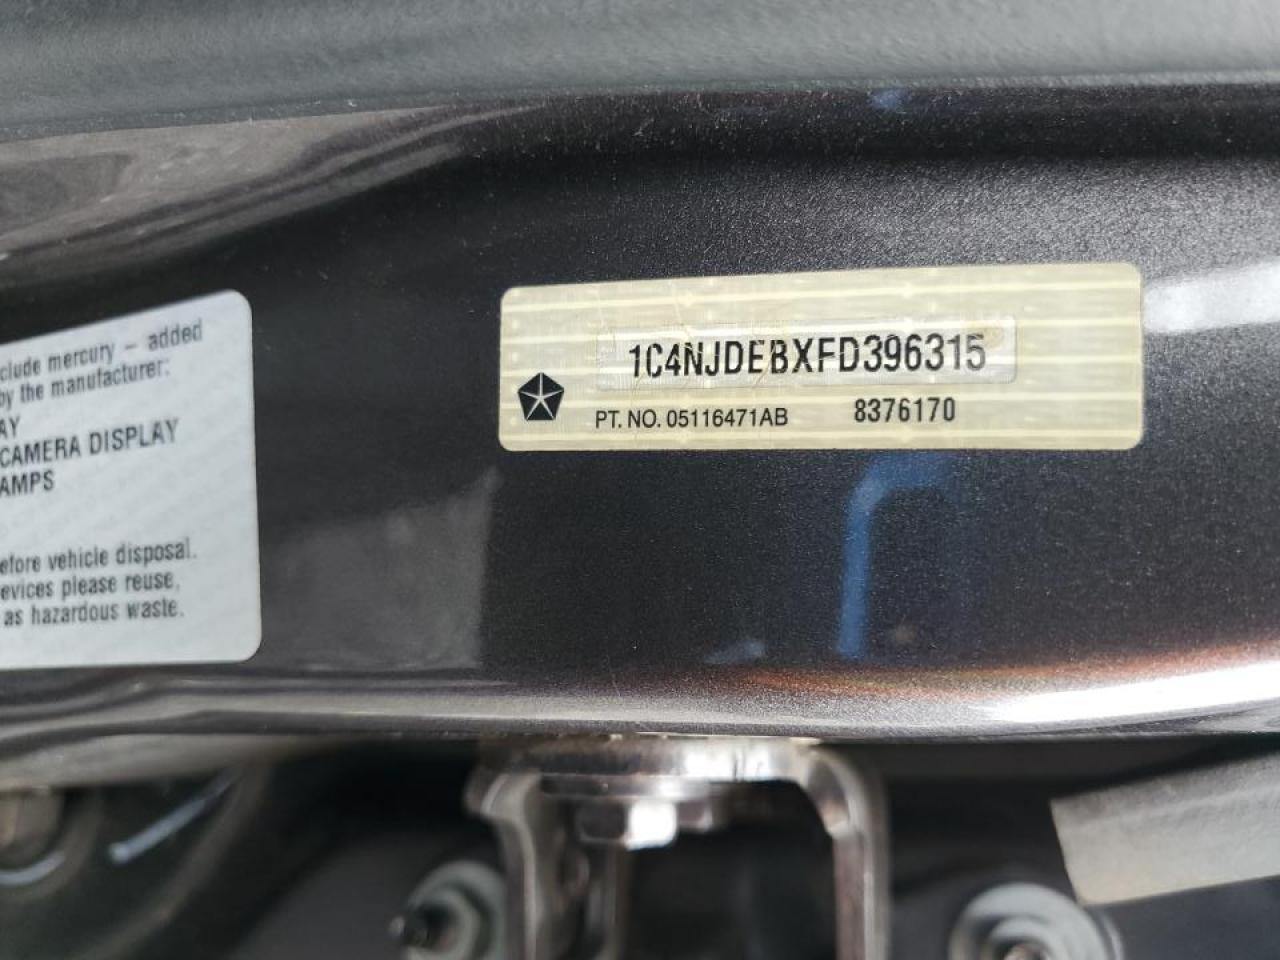 clude mercury – added
by the manufacturer:
AY
CAMERA DISPLAY
AMPS
efore vehicle disposal.
evices please reuse,
as hazardous waste.
1C4NJDEBXFD396315
PT. NO. 05116471AB 8376170